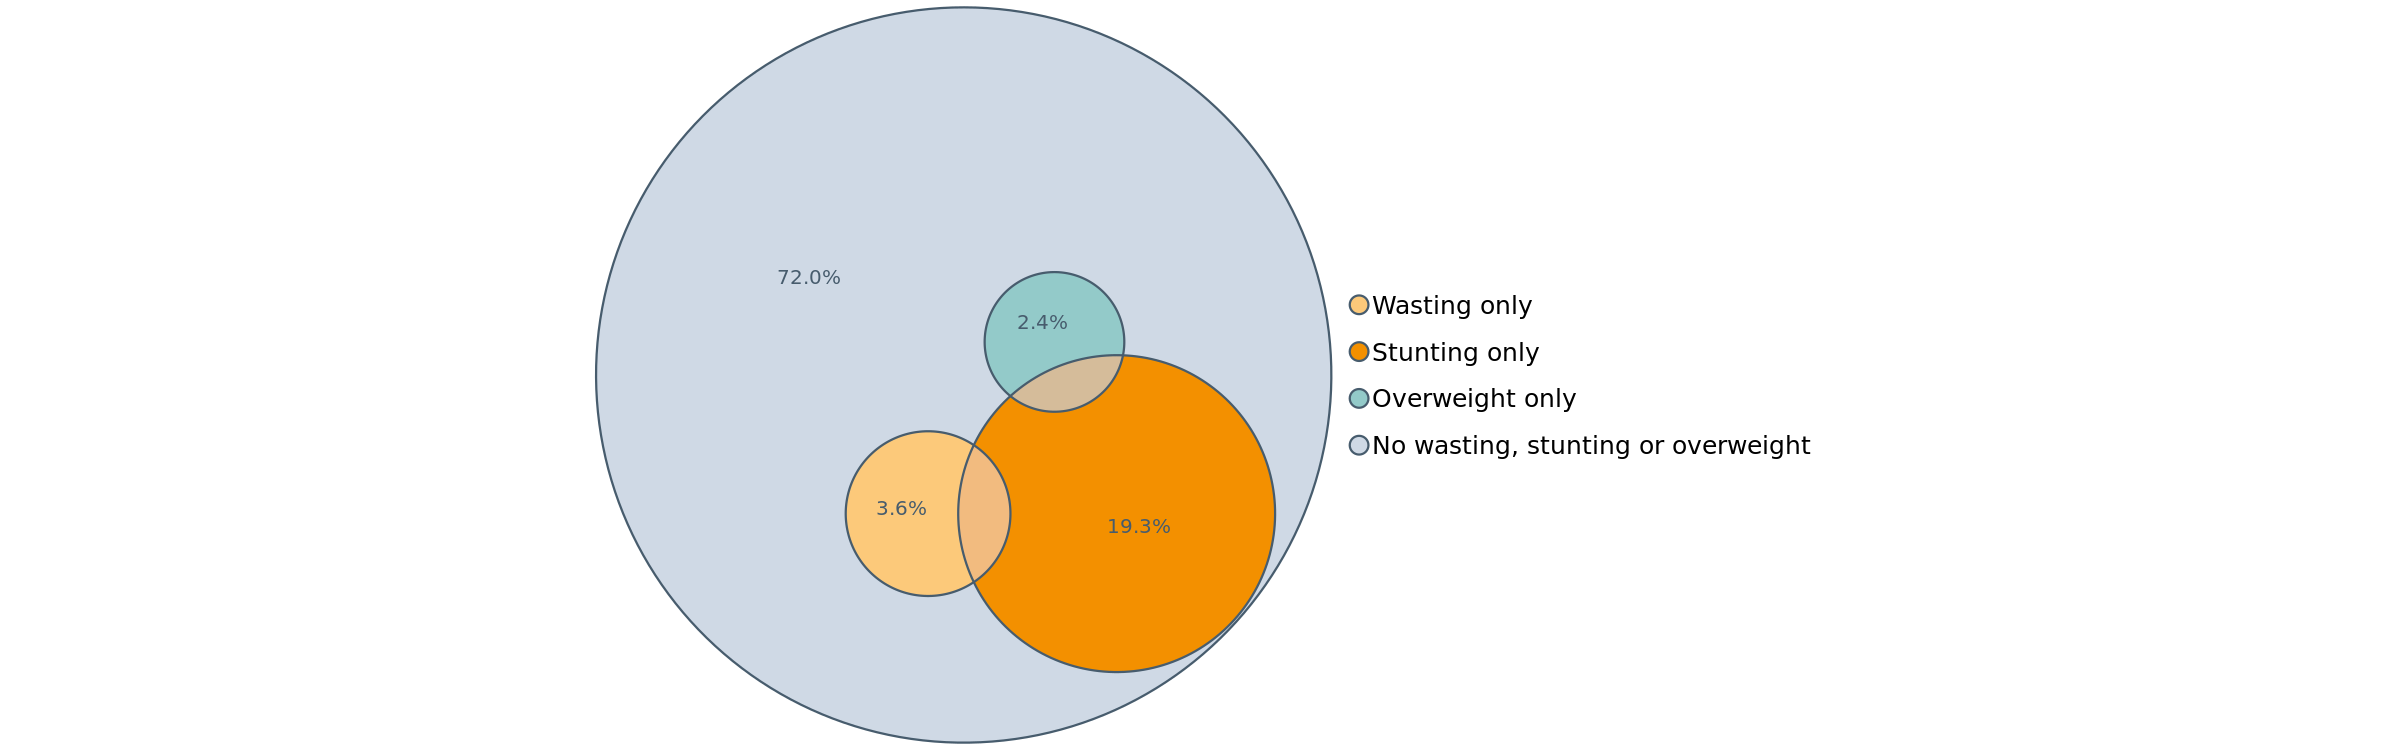 72.0%
2.4%
3.6%
19.3%
Wasting only
Stunting only
Overweight only
No wasting, stunting or overweight